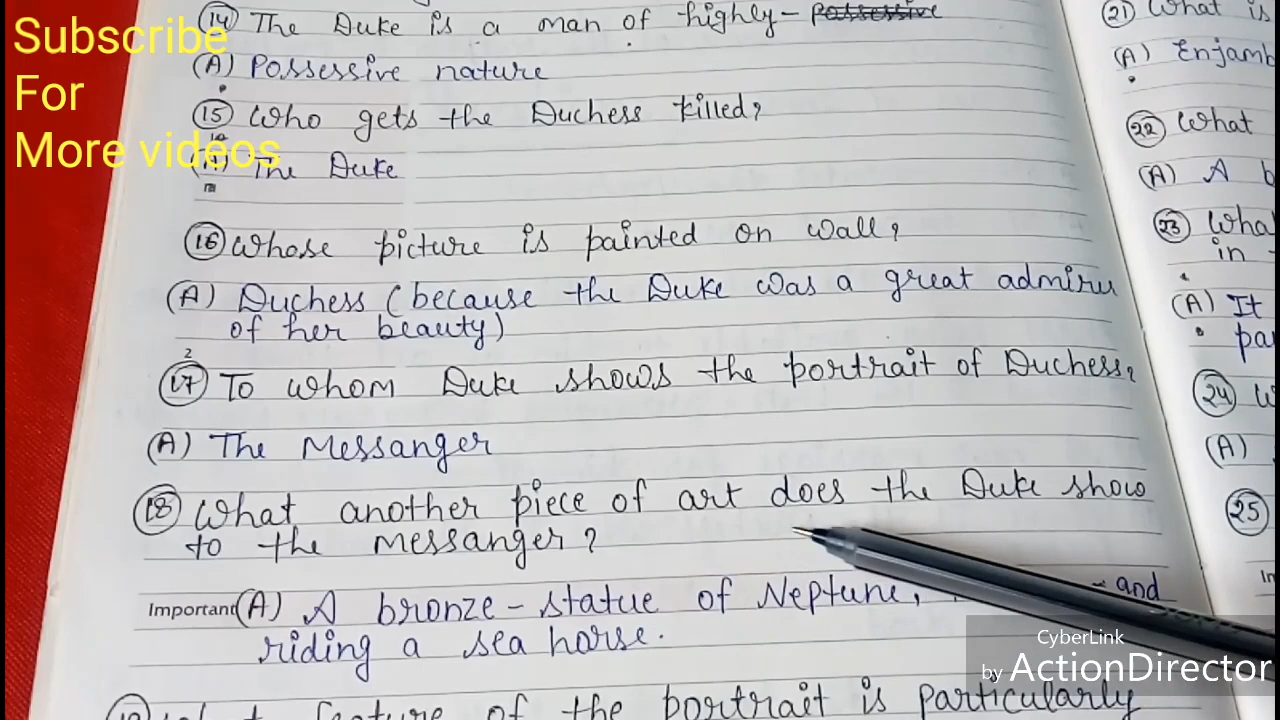 Subscribe
For
More videos
(14) The Duke is a man of highly - possessive
(A) Possessive nature
(15) Who gets the Duchess killed?
(A) The Duke
(16) Whose picture is painted on wall?
(A) Duchess (because the Duke was a great admirer
of her beauty)
2
(17) To whom Duke shows the portrait of Duchess?
(A) The Messanger
(18) What another piece of art does the Duke show
to the messanger?
Important (A) A bronze - statue of Neptune, and
riding a sea horse.
feature of the portrait is particularly
(21) What is
(A) Enjamb
(22) What
(A) A b
(23) Wha
in
(A) It
pa
(24) W
(A)
(25)
CyberLink
by ActionDirector